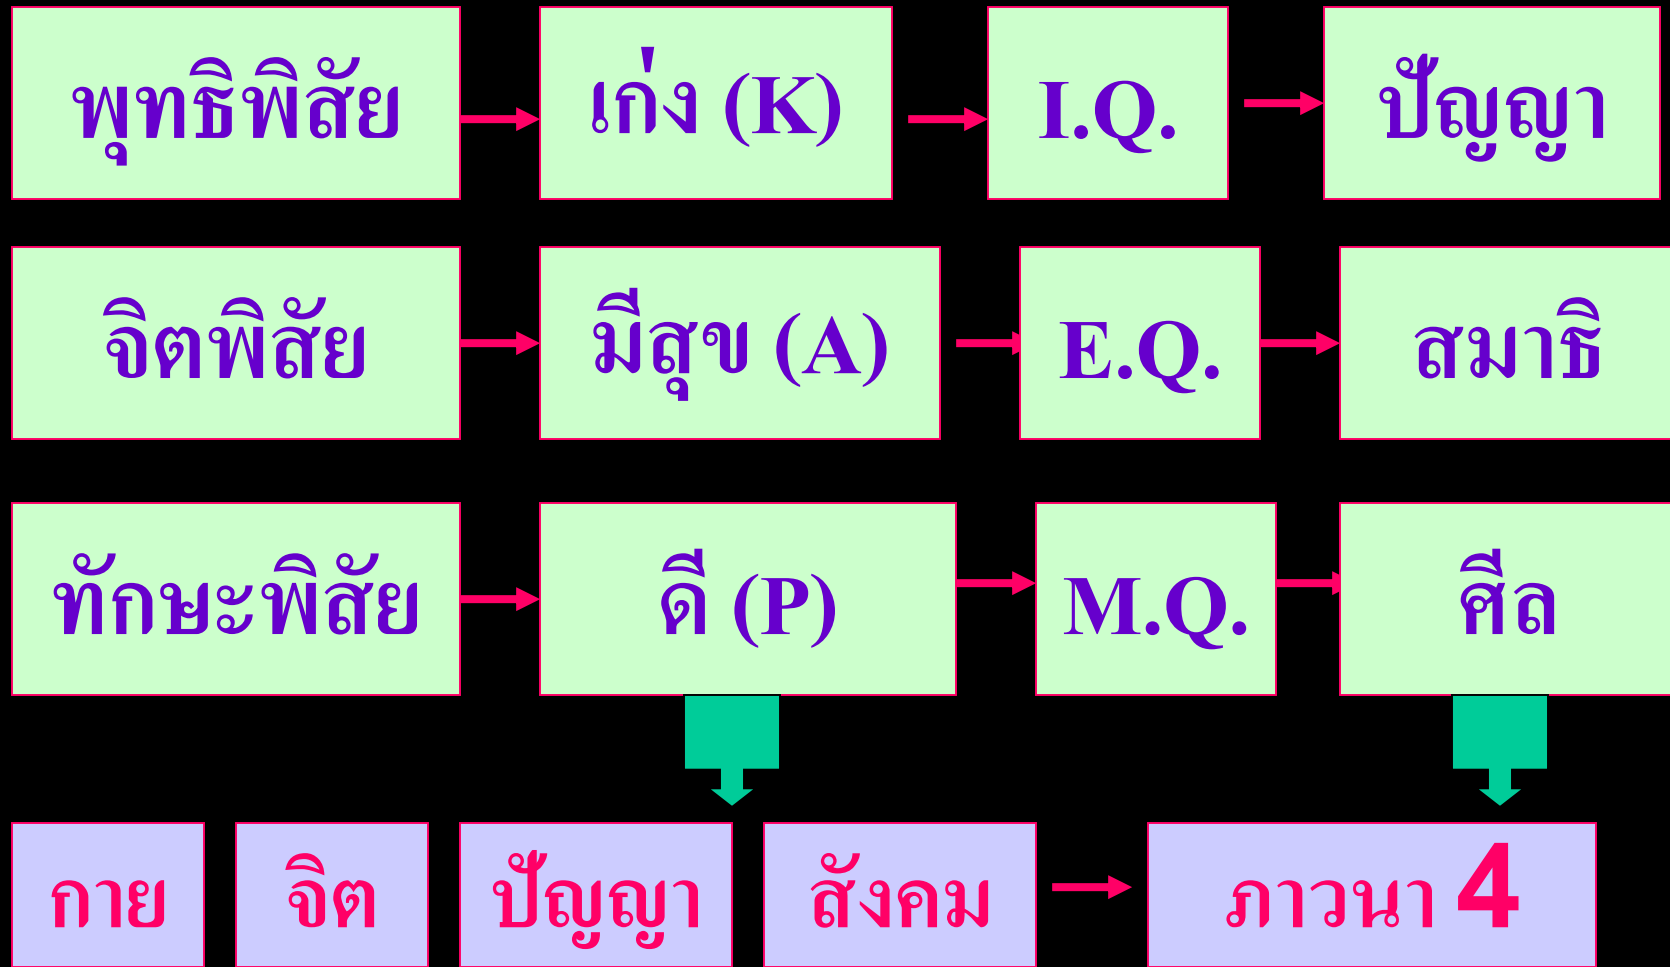 พุทธิพิสัย เก่ง (K) I.Q. ปัญญา
จิตพิสัย มีสุข (A) E.Q. สมาธิ
ทักษะพิสัย ดี (P) M.Q. ศีล
กาย จิต ปัญญา สังคม ภาวนา 4